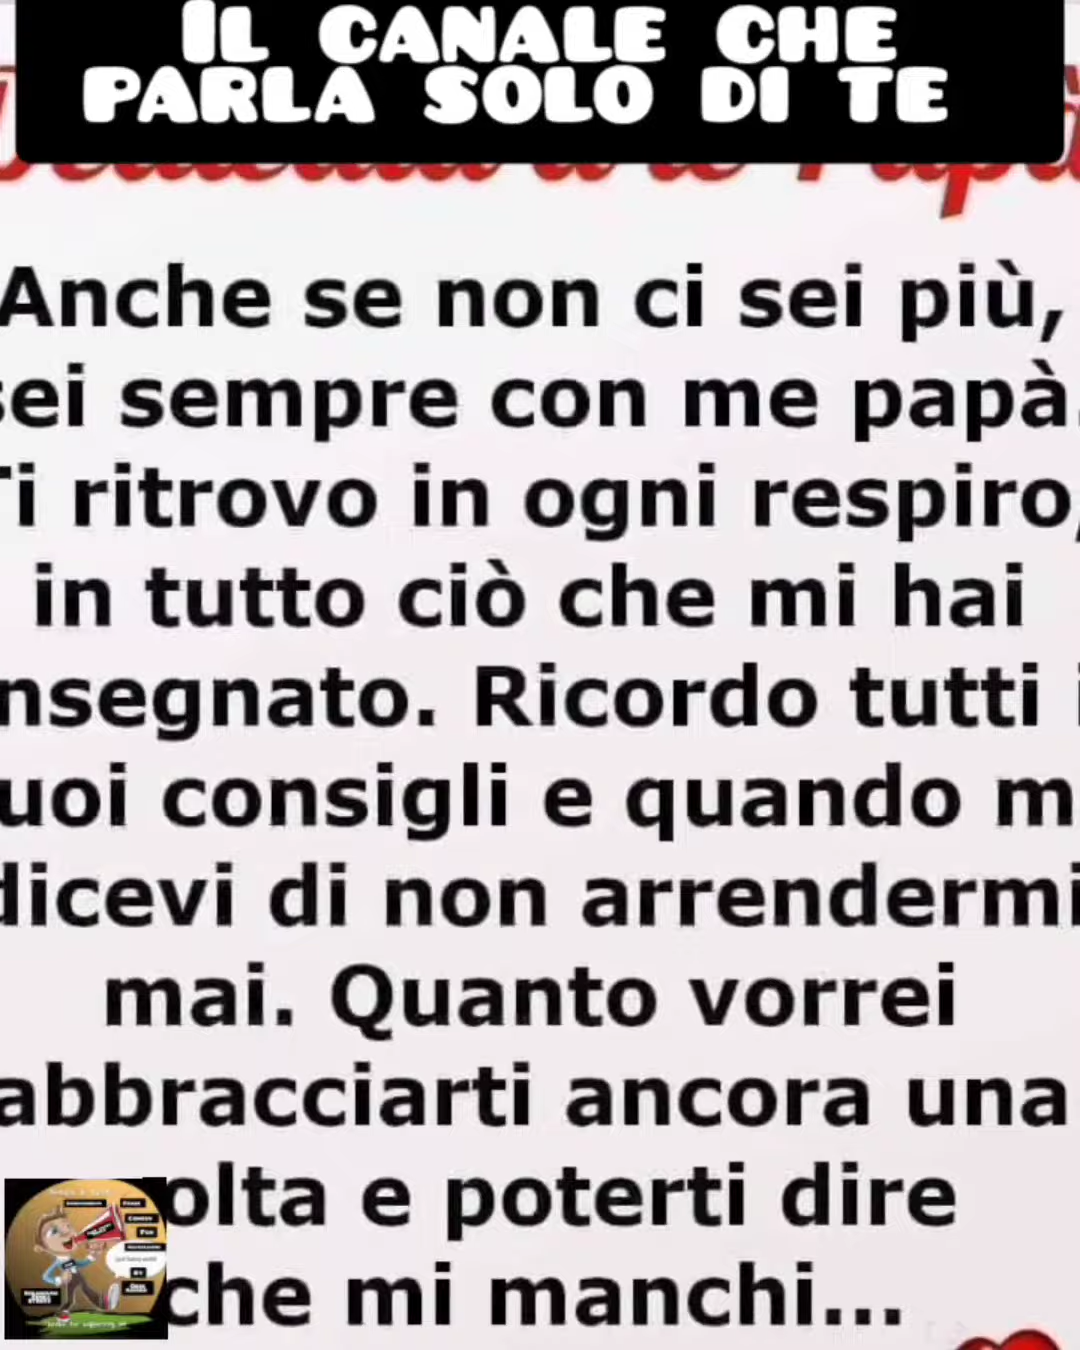 IL CANALE CHE
PARLA SOLO DI TE
Anche se non ci sei più,
sei sempre con me papà.
Ti ritrovo in ogni respiro,
in tutto ciò che mi hai
nsegnato. Ricordo tutti i
uoi consigli e quando m
dicevi di non arrendermi
mai. Quanto vorrei
abbracciarti ancora una
olta e poterti dire
che mi manchi...